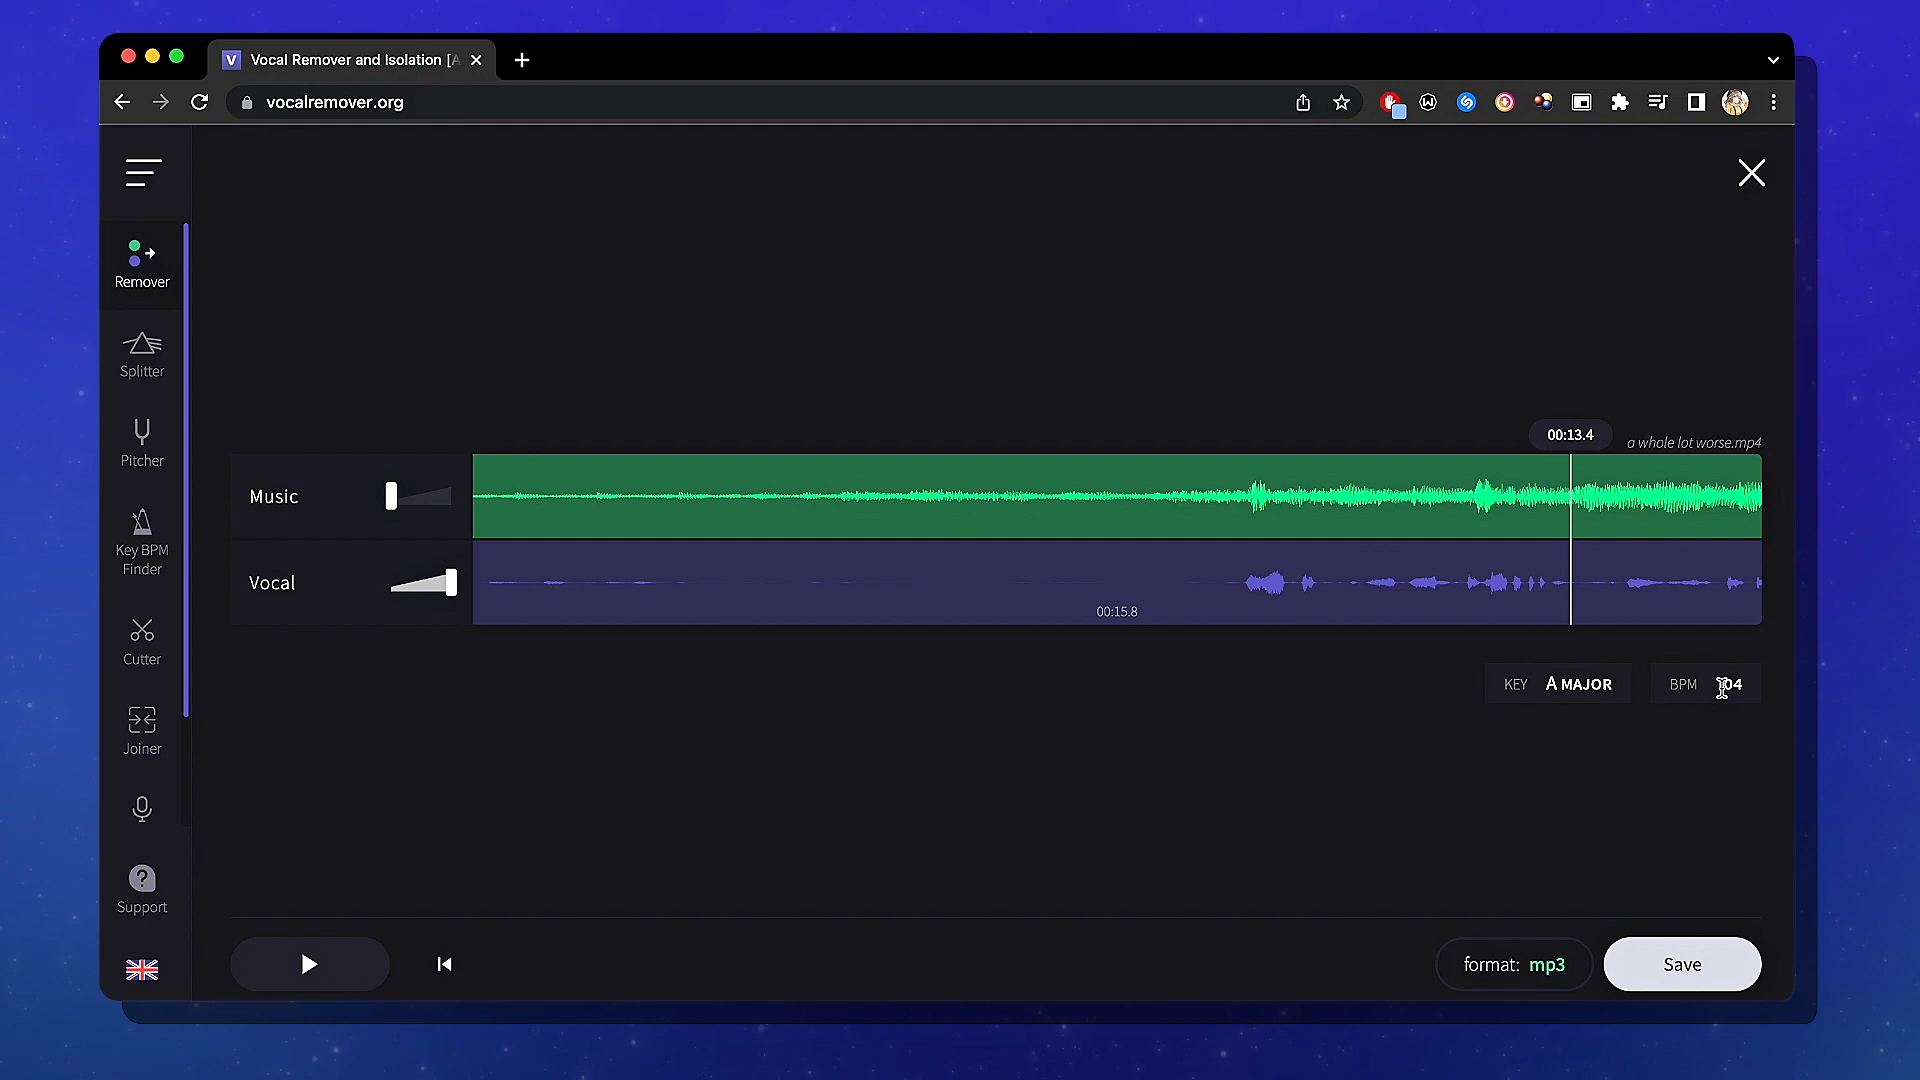 Vocal Remover and Isolation [A
vocalremover.org
Remover
Splitter
Pitcher
Key BPM
Finder
Cutter
Joiner
Support
00:13.4
a whole lot worse.mp4
Music
Vocal
00:15.8
KEY A MAJOR
BPM
format: mp3
Save